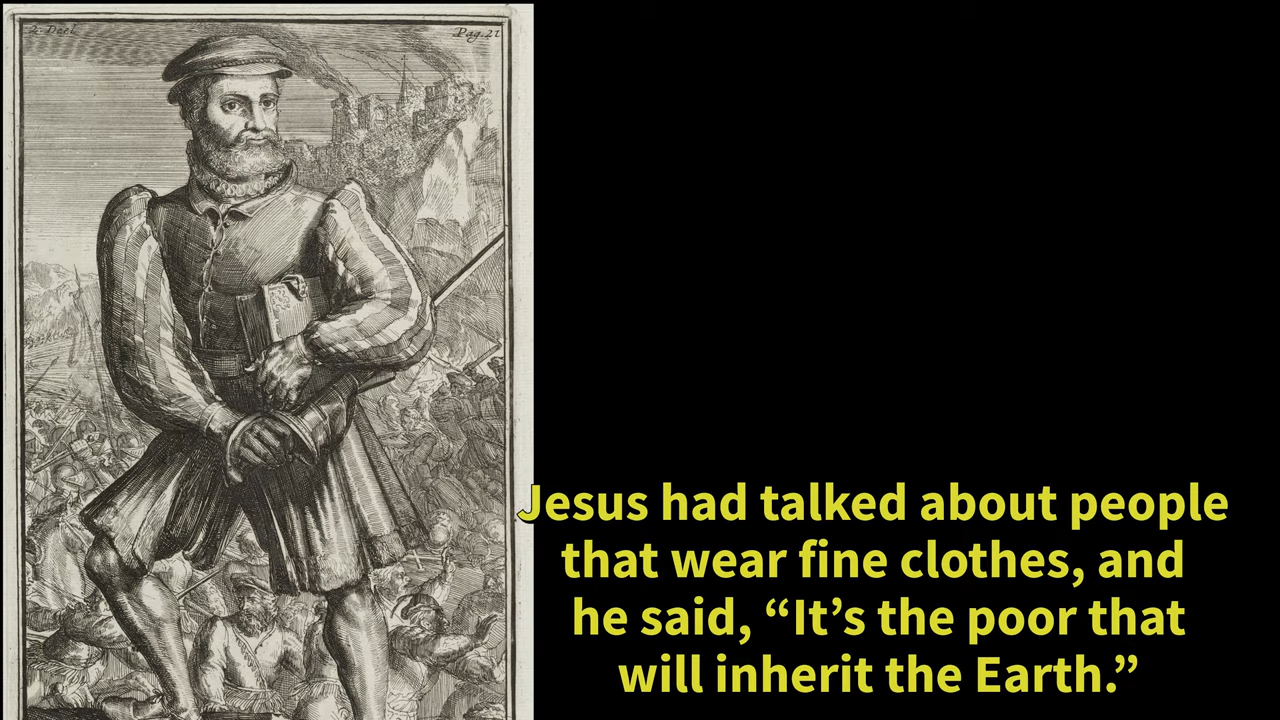 2. Deel
Pag. 21
Jesus had talked about people
that wear fine clothes, and
he said, “It’s the poor that
will inherit the Earth.”